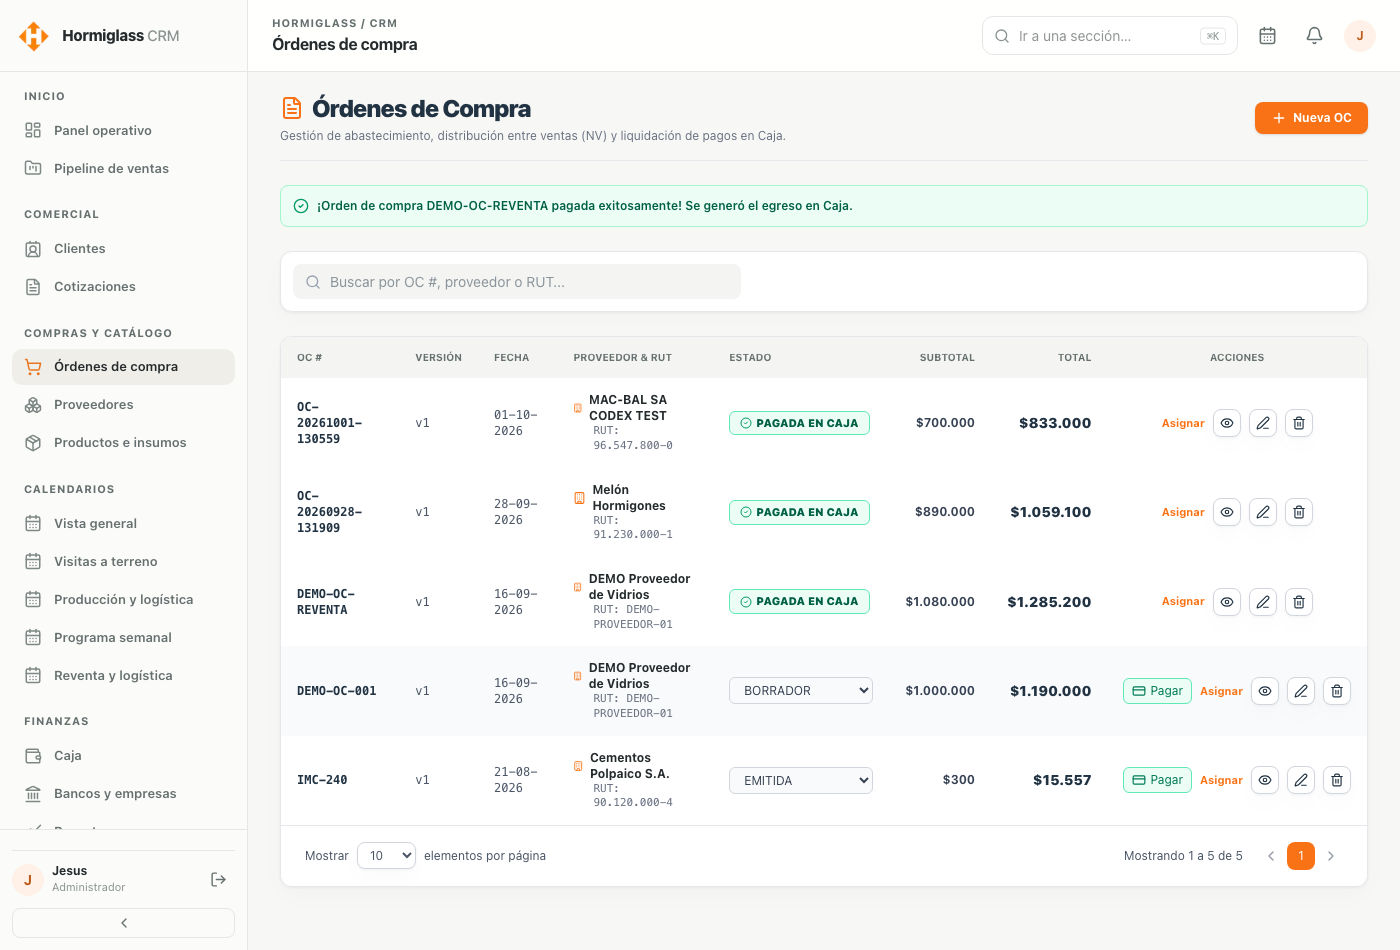 Hormiglass CRM
INICIO
Panel operativo
Pipeline de ventas
COMERCIAL
Clientes
Cotizaciones
COMPRAS Y CATÁLOGO
Órdenes de compra
Proveedores
Productos e insumos
CALENDARIOS
Vista general
Visitas a terreno
Producción y logística
Programa semanal
Reventa y logística
FINANZAS
Caja
Bancos y empresas
Jesus
Administrador
J
HORMIGLASS / CRM
Órdenes de compra
Ir a una sección...
⌘K
J
Órdenes de Compra
Gestión de abastecimiento, distribución entre ventas (NV) y liquidación de pagos en Caja.
+ Nueva OC
¡Orden de compra DEMO-OC-REVENTA pagada exitosamente! Se generó el egreso en Caja.
Buscar por OC #, proveedor o RUT...
OC # VERSIÓN FECHA PROVEEDOR & RUT ESTADO SUBTOTAL TOTAL ACCIONES
OC-
20261001-
130559
v1
01-10-
2026
MAC-BAL SA
CODEX TEST
RUT:
96.547.800-0
PAGADA EN CAJA
$700.000
$833.000
Asignar
OC-
20260928-
131909
v1
28-09-
2026
Melón
Hormigones
RUT:
91.230.000-1
PAGADA EN CAJA
$890.000
$1.059.100
Asignar
DEMO-OC-
REVENTA
v1
16-09-
2026
DEMO Proveedor
de Vidrios
RUT: DEMO-
PROVEEDOR-01
PAGADA EN CAJA
$1.080.000
$1.285.200
Asignar
DEMO-OC-001
v1
16-09-
2026
DEMO Proveedor
de Vidrios
RUT: DEMO-
PROVEEDOR-01
BORRADOR
$1.000.000
$1.190.000
Pagar
Asignar
IMC-240
v1
21-08-
2026
Cementos
Polpaico S.A.
RUT:
90.120.000-4
EMITIDA
$300
$15.557
Pagar
Asignar
Mostrar 10 elementos por página
Mostrando 1 a 5 de 5
1